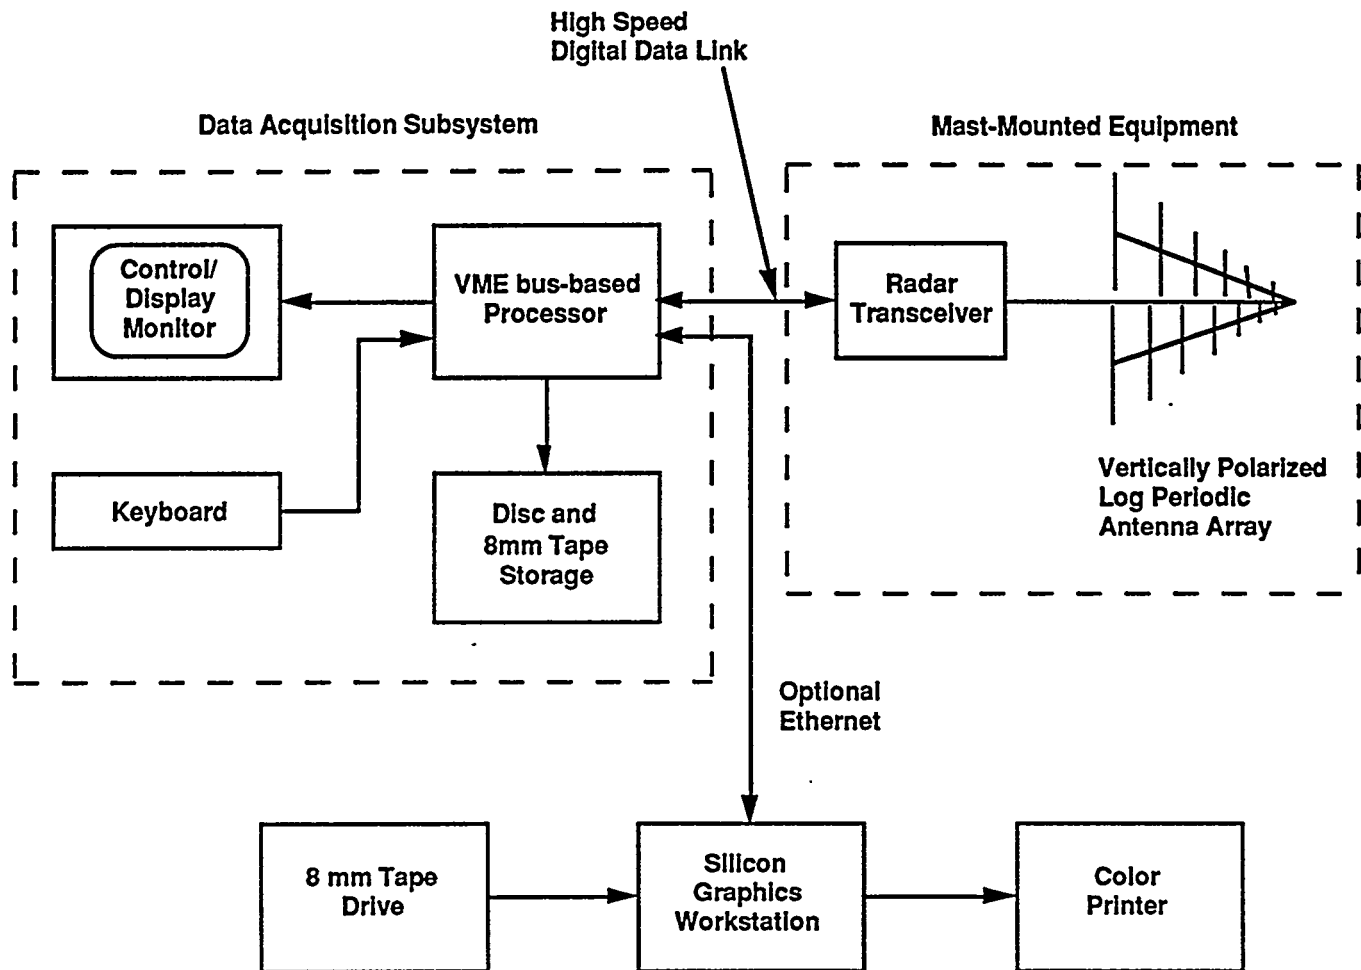 High Speed
Digital Data Link
Data Acquisition Subsystem
Mast-Mounted Equipment
Control/
Display
Monitor
VME bus-based
Processor
Radar
Transceiver
Keyboard
Disc and
8mm Tape
Storage
Vertically Polarized
Log Periodic
Antenna Array
Optional
Ethernet
8 mm Tape
Drive
Silicon
Graphics
Workstation
Color
Printer